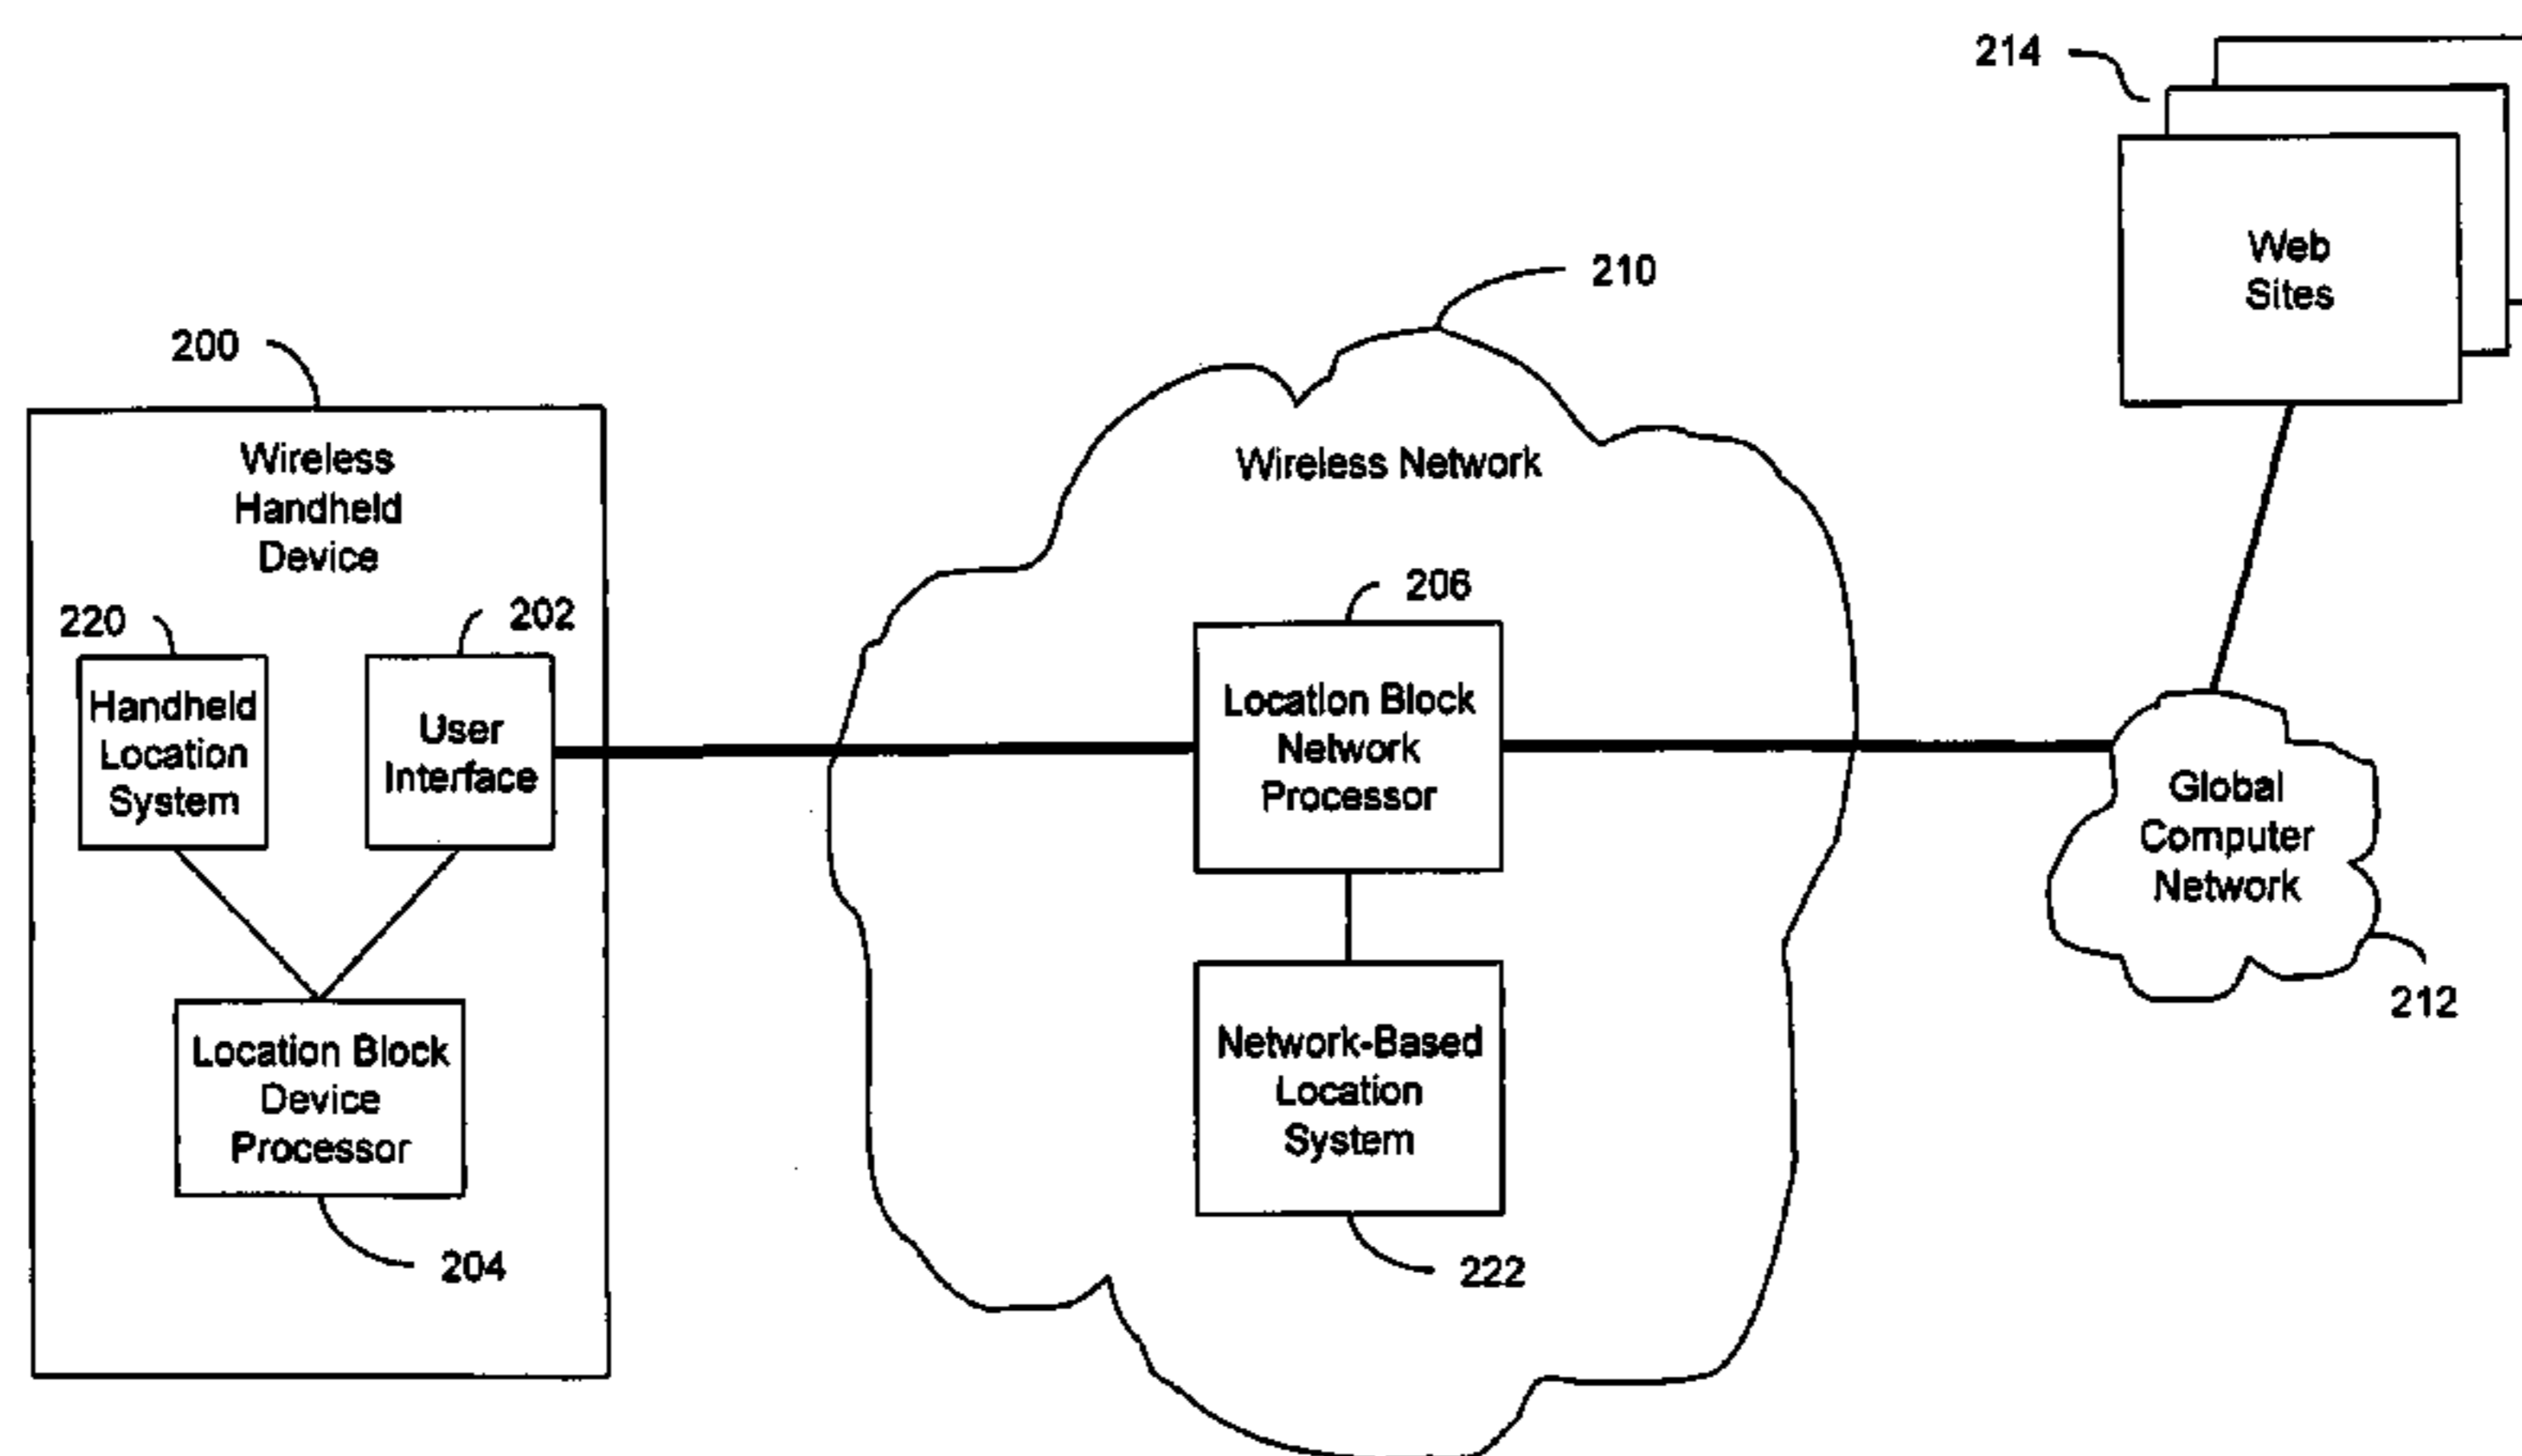 214
Web
Sites
210
200
Wireless
Handheld
Device
Wireless Network
220
202
206
Handheld
Location
System
User
Interface
Location Block
Network
Processor
Global
Computer
Network
212
Location Block
Device
Processor
204
Network-Based
Location
System
222